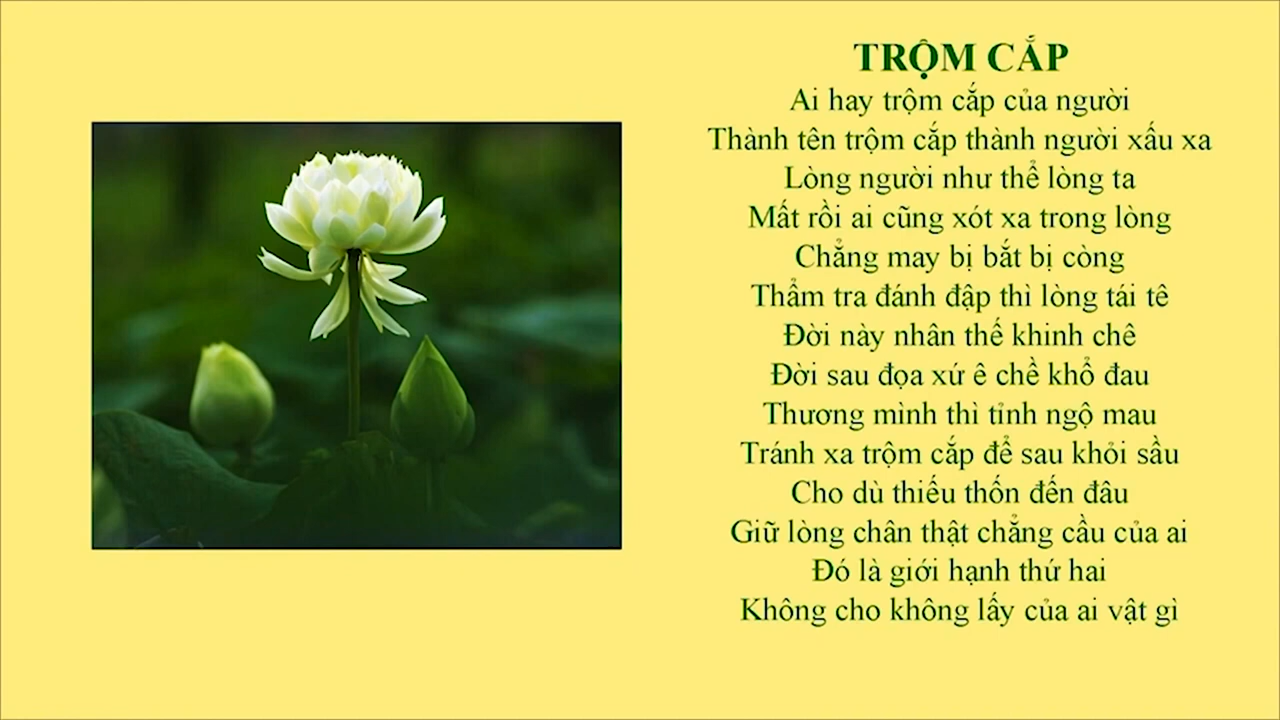 TRỘM CẮP
Ai hay trộm cắp của người
Thành tên trộm cắp thành người xấu xa
Lòng người như thể lòng ta
Mất rồi ai cũng xót xa trong lòng
Chẳng may bị bắt bị còng
Thẩm tra đánh đập thì lòng tái tê
Đời này nhân thế khinh chê
Đời sau đọa xứ ê chề khổ đau
Thương mình thì tỉnh ngộ mau
Tránh xa trộm cắp để sau khỏi sầu
Cho dù thiếu thốn đến đâu
Giữ lòng chân thật chẳng cầu của ai
Đó là giới hạnh thứ hai
Không cho không lấy của ai vật gì